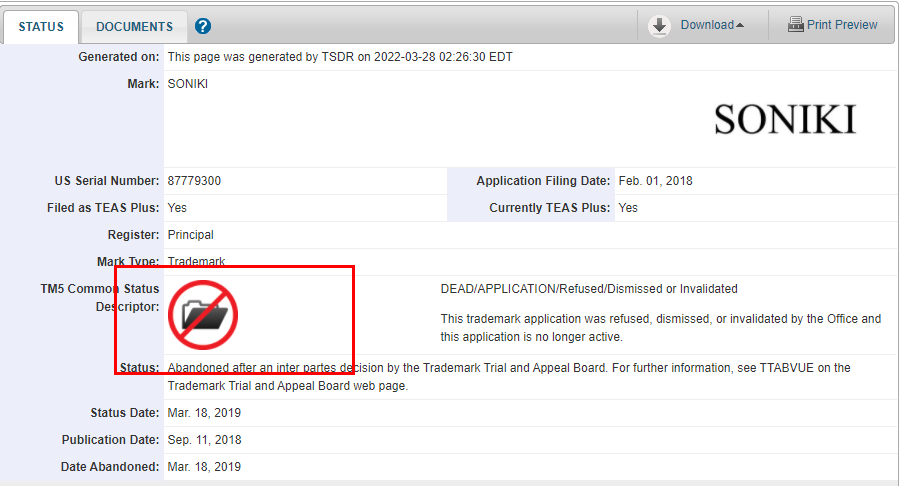 STATUS DOCUMENTS ? Download Print Preview
Generated on: This page was generated by TSDR on 2022-03-28 02:26:30 EDT
Mark: SONIKI
SONIKI
US Serial Number: 87779300 Application Filing Date: Feb. 01, 2018
Filed as TEAS Plus: Yes Currently TEAS Plus: Yes
Register: Principal
Mark Type: Trademark
TM5 Common Status DEAD/APPLICATION/Refused/Dismissed or Invalidated
Descriptor:
This trademark application was refused, dismissed, or invalidated by the Office and
this application is no longer active.
Status: Abandoned after an inter partes decision by the Trademark Trial and Appeal Board. For further information, see TTABVUE on the
Trademark Trial and Appeal Board web page.
Status Date: Mar. 18, 2019
Publication Date: Sep. 11, 2018
Date Abandoned: Mar. 18, 2019